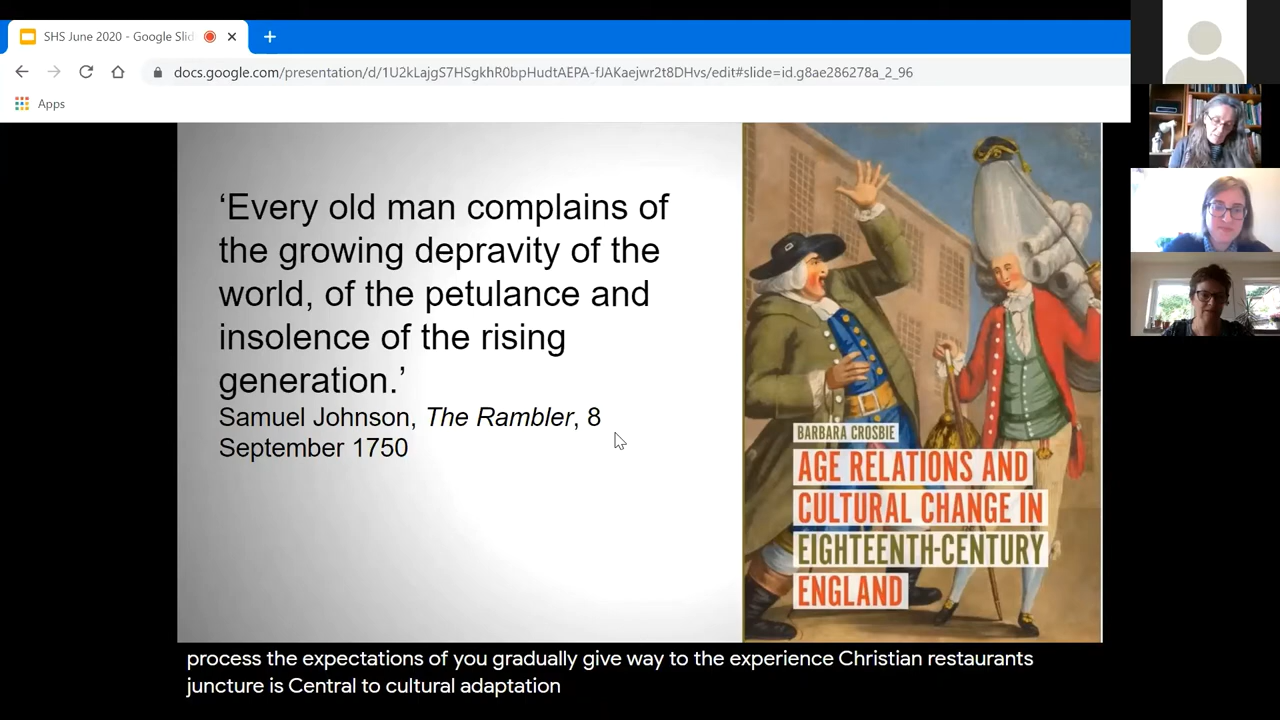 SHS June 2020 - Google Slid
docs.google.com/presentation/d/1U2kLajgS7HSgkhR0bpHudtAEPA-fJAKaejwr2t8DHvs/edit#slide=id.g8ae286278a_2_96
Apps
‘Every old man complains of
the growing depravity of the
world, of the petulance and
insolence of the rising
generation.’
Samuel Johnson, The Rambler, 8
September 1750
BARBARA CROSBIE
AGE RELATIONS AND
CULTURAL CHANGE IN
EIGHTEENTH-CENTURY
ENGLAND
process the expectations of you gradually give way to the experience Christian restaurants
juncture is Central to cultural adaptation